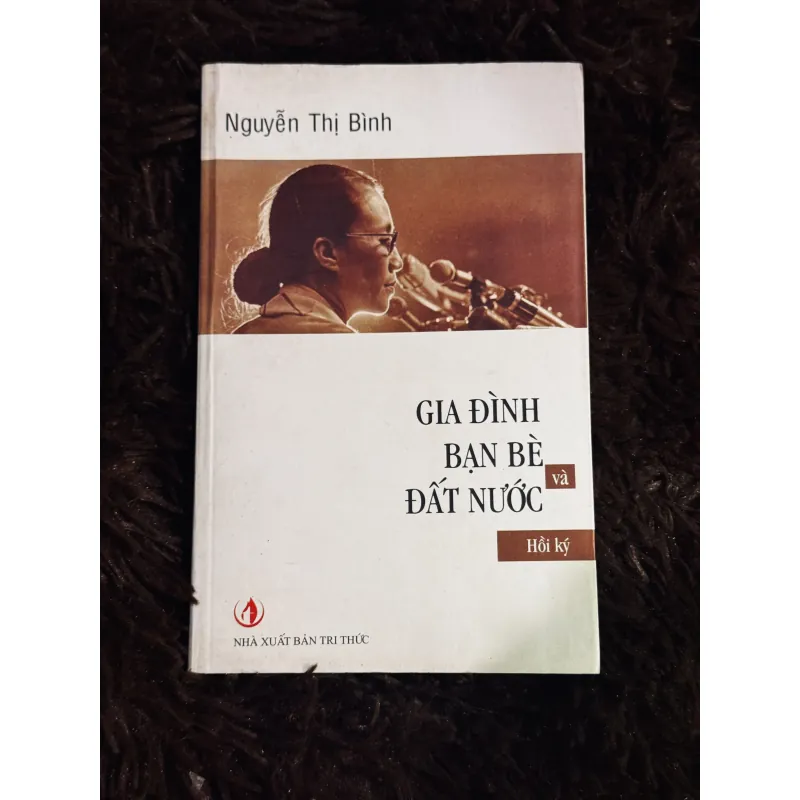 Nguyễn Thị Bình
GIA ĐÌNH
BẠN BÈ
và
ĐẤT NƯỚC
Hồi ký
NHÀ XUẤT BẢN TRI THỨC